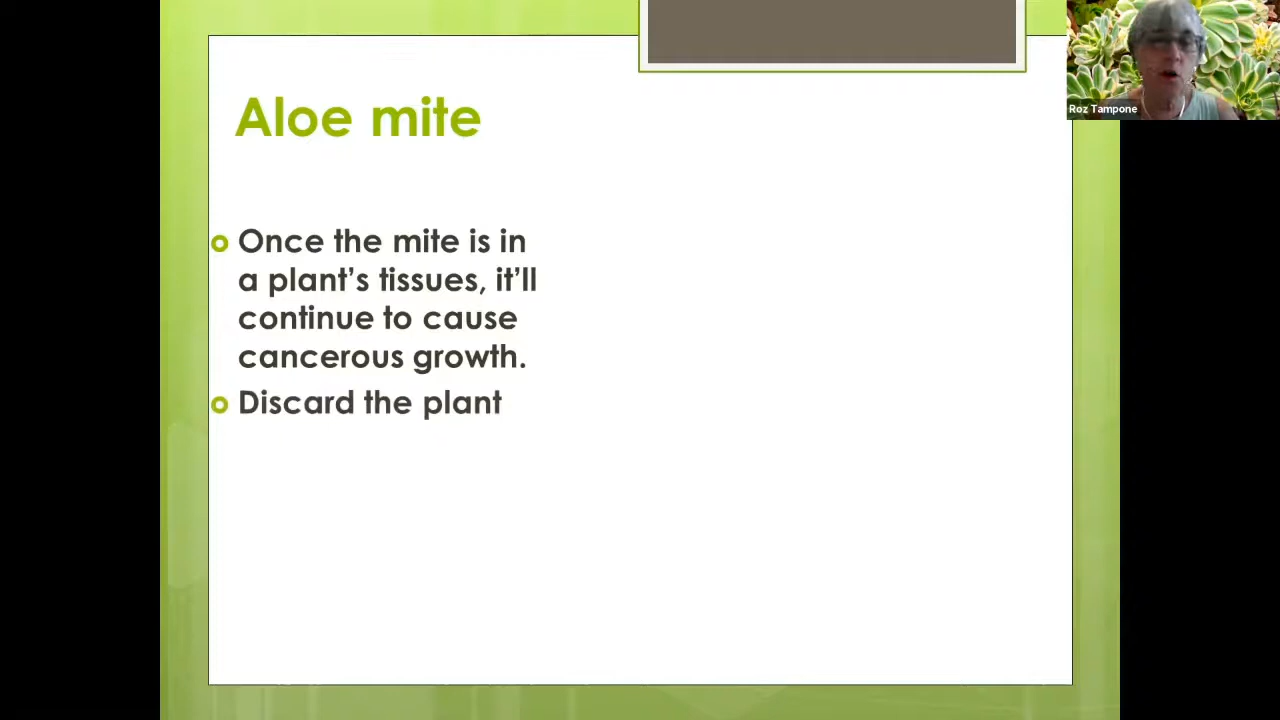 Aloe mite
Once the mite is in
a plant’s tissues, it’ll
continue to cause
cancerous growth.
Discard the plant
Roz Tampone